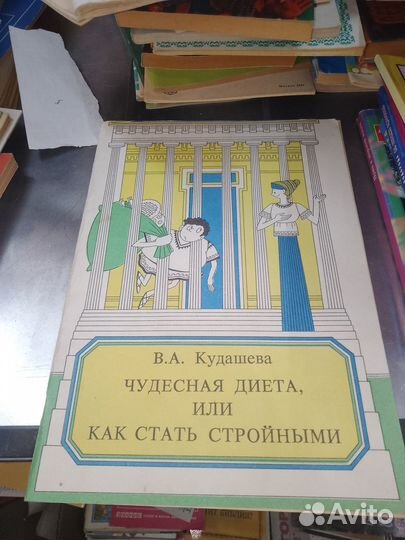 В.А. Кудашева
ЧУДЕСНАЯ ДИЕТА,
ИЛИ
КАК СТАТЬ СТРОЙНЫМИ
Avito